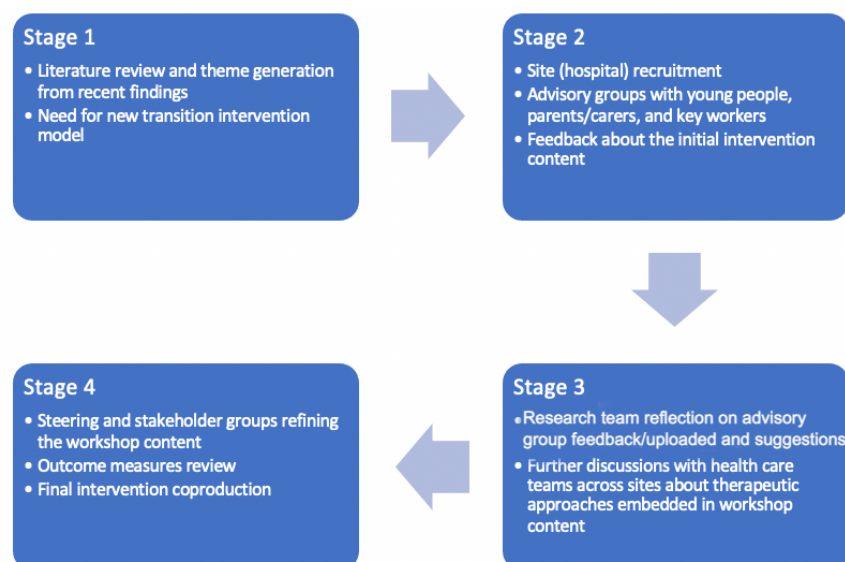 Stage 1
• Literature review and theme generation
from recent findings
• Need for new transition intervention
model
Stage 2
• Site (hospital) recruitment
• Advisory groups with young people,
parents/carers, and key workers
• Feedback about the initial intervention
content
Stage 3
• Research team reflection on advisory
group feedback/uploaded and suggestions
• Further discussions with health care
teams across sites about therapeutic
approaches embedded in workshop
content
Stage 4
• Steering and stakeholder groups refining
the workshop content
• Outcome measures review
• Final intervention coproduction